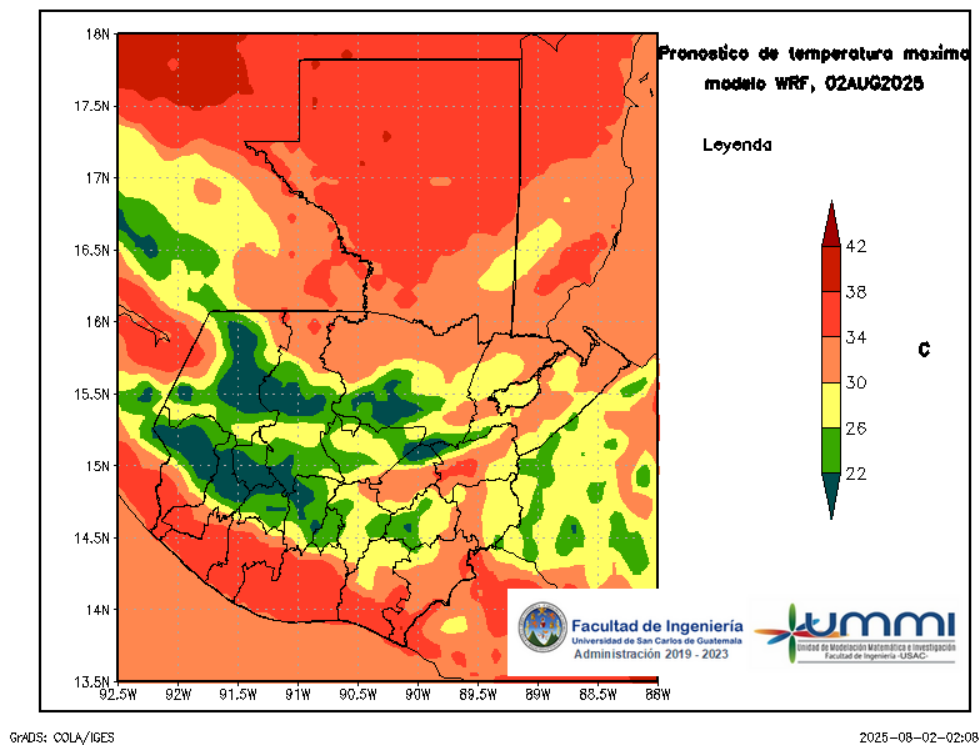 Pronostico de temperatura maxima
modelo WRF, 02AUG2025
Leyenda
42
38
34
30
26
22
C
18N
17.5N
17N
16.5N
16N
15.5N
15N
14.5N
14N
13.5N
92.5W
92W
91.5W
91W
90.5W
90W
89.5W
89W
88.5W
88W
Facultad de Ingeniería
Universidad de San Carlos de Guatemala
Administración 2019 - 2023
ummi
Unidad de Modelación Matemática e Investigación
Facultad de Ingeniería -USAC-
GrADS: COLA/IGES
2025-08-02-02:08